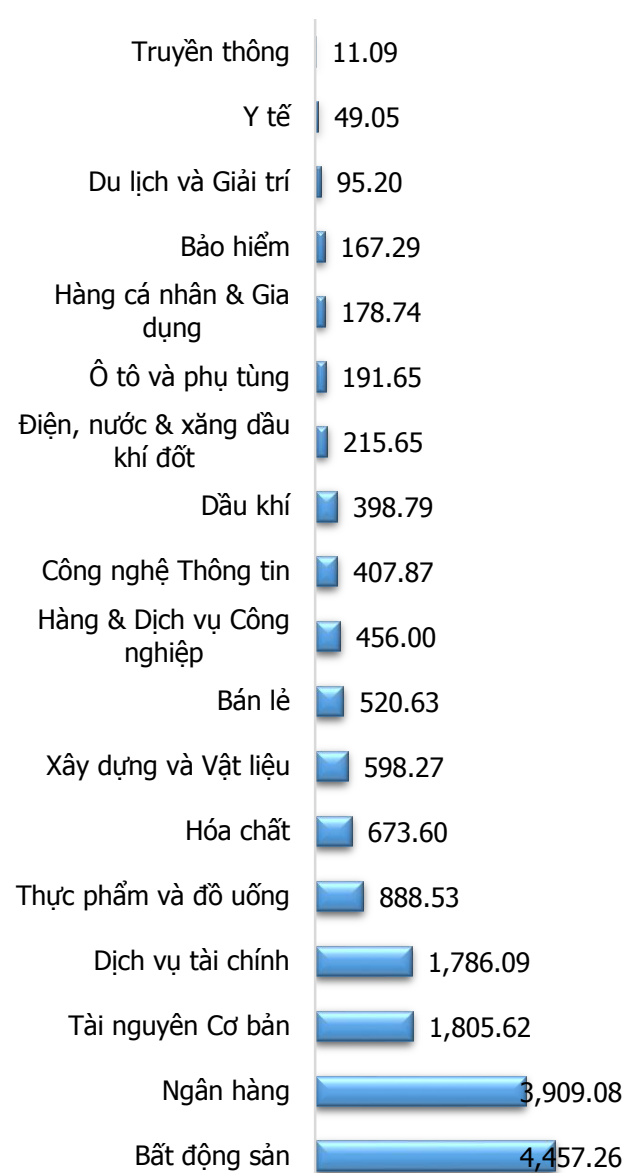 Truyền thông 11.09
Y tế 49.05
Du lịch và Giải trí 95.20
Bảo hiểm 167.29
Hàng cá nhân & Gia
dụng 178.74
Ô tô và phụ tùng 191.65
Điện, nước & xăng dầu
khí đốt 215.65
Dầu khí 398.79
Công nghệ Thông tin 407.87
Hàng & Dịch vụ Công
nghiệp 456.00
Bán lẻ 520.63
Xây dựng và Vật liệu 598.27
Hóa chất 673.60
Thực phẩm và đồ uống 888.53
Dịch vụ tài chính 1,786.09
Tài nguyên Cơ bản 1,805.62
Ngân hàng 3,909.08
Bất động sản 4,457.26